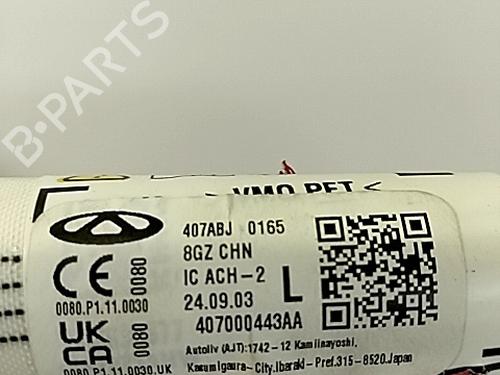 B-PARTS
> VMQ PET <
407ABJ 0165
8GZ CHN
IC ACH-2
24.09.03 L
407000443AA
CE 0080
0080.P1.11.0030
UK CA 0080
0080.P1.11.0030.UK
Autoliv (AJT):1742-12 Kamiinayoshi,
Kasumigaura-City.Ibaraki-Pref.315-8520.Japan